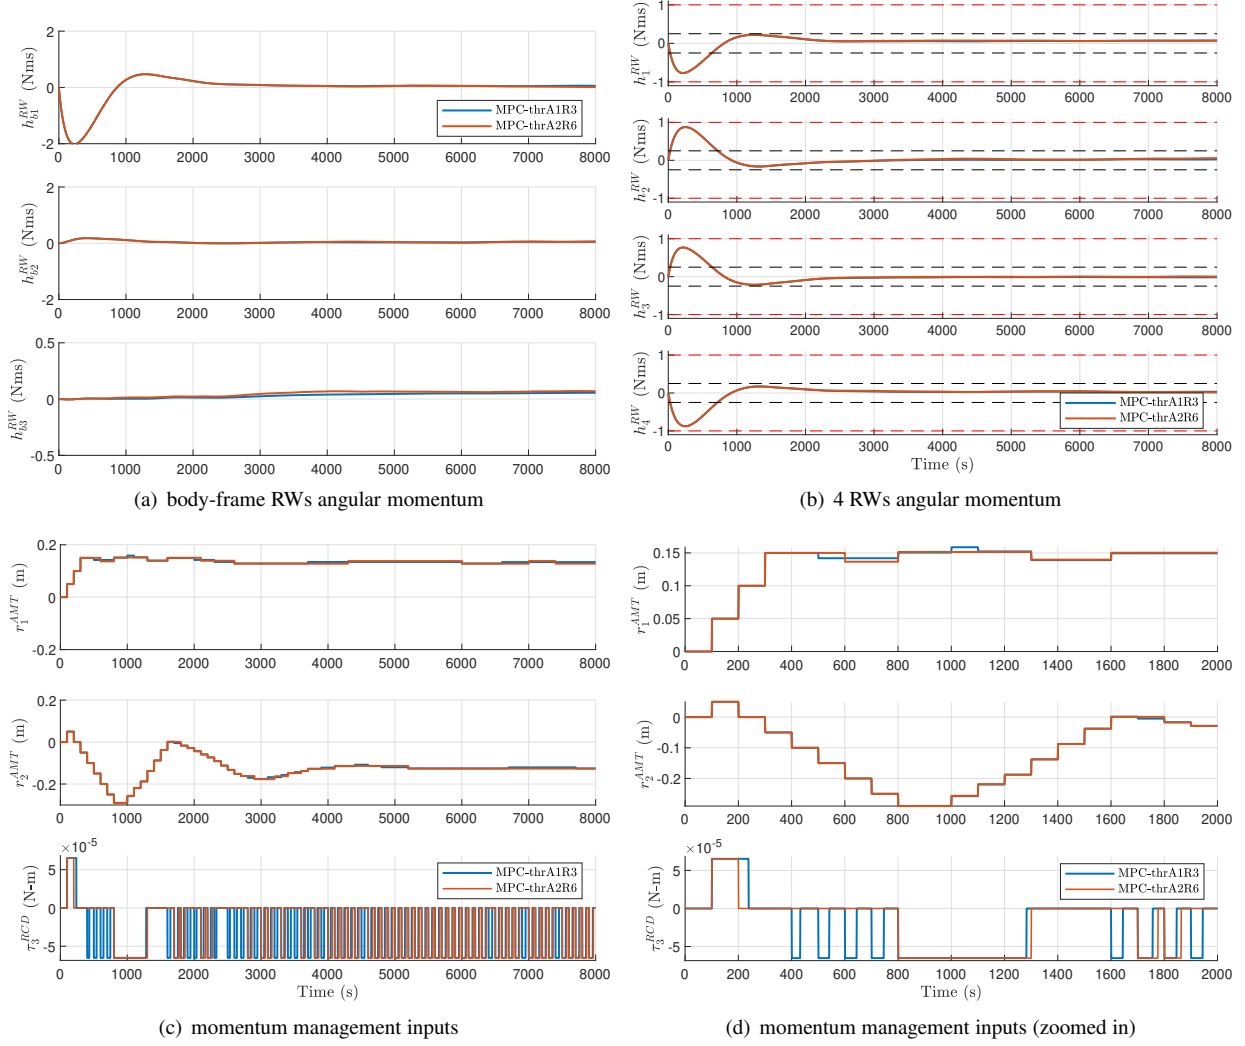 2
0
-2
h_{b1}^{RW} (Nms)
MPC-thrA1R3
MPC-thrA2R6
0 1000 2000 3000 4000 5000 6000 7000 8000
2
0
-2
h_{b2}^{RW} (Nms)
0 1000 2000 3000 4000 5000 6000 7000 8000
0.5
0
-0.5
h_{b3}^{RW} (Nms)
0 1000 2000 3000 4000 5000 6000 7000 8000
(a) body-frame RWs angular momentum
1
0
-1
h_1^{RW} (Nms)
0 1000 2000 3000 4000 5000 6000 7000 8000
1
0
-1
h_2^{RW} (Nms)
0 1000 2000 3000 4000 5000 6000 7000 8000
1
0
-1
h_3^{RW} (Nms)
0 1000 2000 3000 4000 5000 6000 7000 8000
1
0
-1
h_4^{RW} (Nms)
MPC-thrA1R3
MPC-thrA2R6
0 1000 2000 3000 4000 5000 6000 7000 8000
Time (s)
(b) 4 RWs angular momentum
0.2
0
-0.2
r_1^{AMT} (m)
0 1000 2000 3000 4000 5000 6000 7000 8000
0.2
0
-0.2
r_2^{AMT} (m)
0 1000 2000 3000 4000 5000 6000 7000 8000
×10^{-5}
5
0
-5
τ_3^{RCD} (N-m)
MPC-thrA1R3
MPC-thrA2R6
0 1000 2000 3000 4000 5000 6000 7000 8000
Time (s)
(c) momentum management inputs
0.15
0.1
0.05
0
r_1^{AMT} (m)
0 200 400 600 800 1000 1200 1400 1600 1800 2000
0
-0.1
-0.2
r_2^{AMT} (m)
0 200 400 600 800 1000 1200 1400 1600 1800 2000
×10^{-5}
5
0
-5
τ_3^{RCD} (N-m)
MPC-thrA1R3
MPC-thrA2R6
0 200 400 600 800 1000 1200 1400 1600 1800 2000
Time (s)
(d) momentum management inputs (zoomed in)